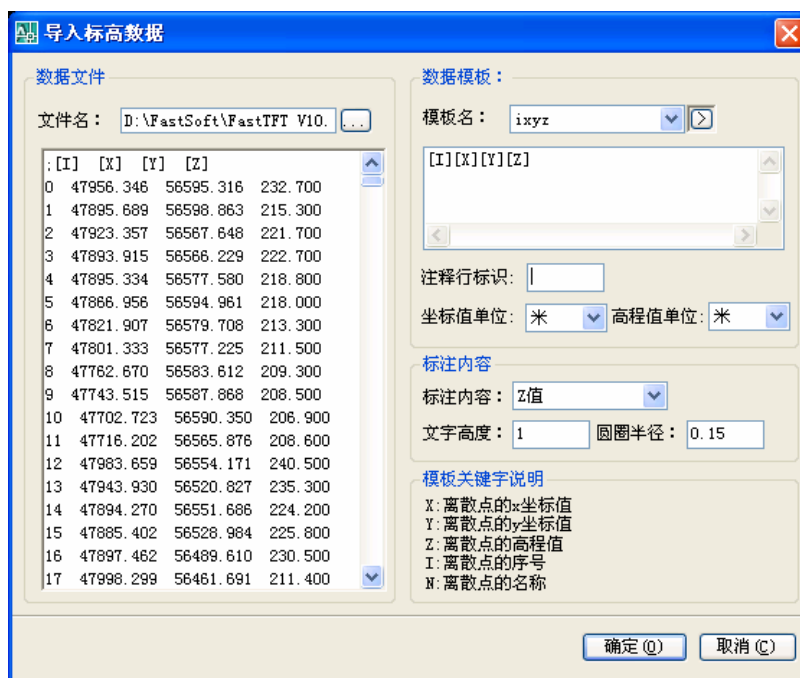 导入标高数据
数据文件
文件名： D:\FastSoft\FastTFT V10. ...
;[I] [X] [Y] [Z]
0 47956.346 56595.316 232.700
1 47895.689 56598.863 215.300
2 47923.357 56567.648 221.700
3 47893.915 56566.229 222.700
4 47895.334 56577.580 218.800
5 47866.956 56594.961 218.000
6 47821.907 56579.708 213.300
7 47801.333 56577.225 211.500
8 47762.670 56583.612 209.300
9 47743.515 56587.868 208.500
10 47702.723 56590.350 206.900
11 47716.202 56565.876 208.600
12 47983.659 56554.171 240.500
13 47943.930 56520.827 235.300
14 47894.270 56551.686 224.200
15 47885.402 56528.984 225.800
16 47897.462 56489.610 230.500
17 47998.299 56461.691 211.400
数据模板：
模板名： ixyz >
[I][X][Y][Z]
注释行标识:
坐标值单位: 米 高程值单位: 米
标注内容
标注内容： Z值
文字高度： 1 圆圈半径： 0.15
模板关键字说明
X:离散点的x坐标值
Y:离散点的y坐标值
Z:离散点的高程值
I:离散点的序号
N:离散点的名称
确定(O) 取消(C)